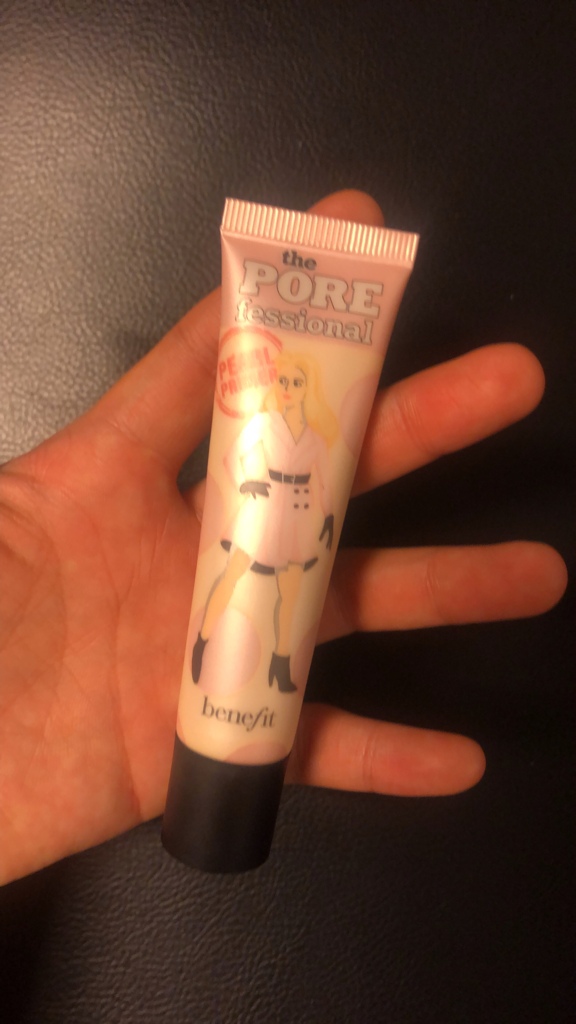 the
PORE
fessional
PEARL
PRIMER
benefit